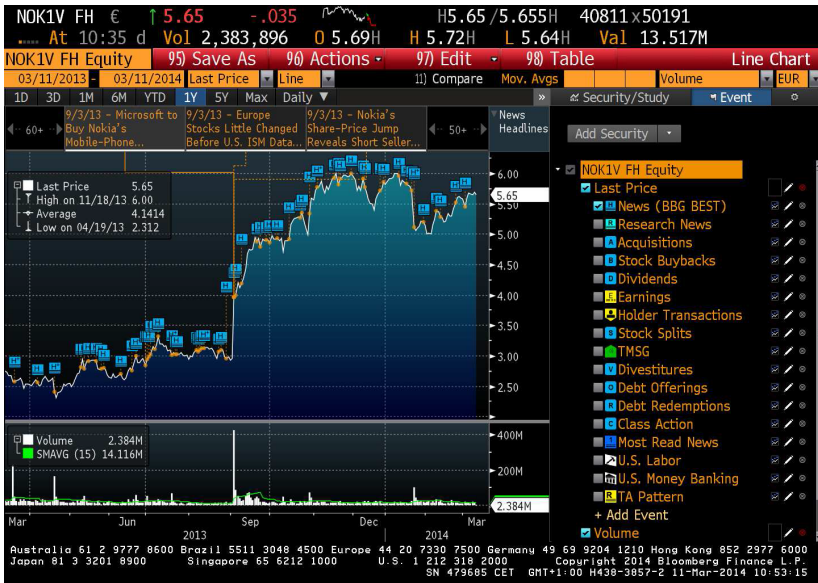 NOK1V FH € ↑ 5.65 -.035 H5.65 / 5.655H 40811 x 50191
At 10:35 d Vol 2,383,896 O 5.69H H 5.72H L 5.64H Val 13.517M
NOK1V FH Equity 95) Save As 96) Actions 97) Edit 98) Table Line Chart
03/11/2013 - 03/11/2014 Last Price Line 11) Compare Mov. Avgs Volume EUR
1D 3D 1M 6M YTD 1Y 5Y Max Daily ▼ » Security/Study Event
60+ 9/3/13 - Microsoft to 9/3/13 - Europe 9/3/13 - Nokia's 50+ News
Buy Nokia's Stocks Little Changed Share-Price Jump Headlines
Mobile-Phone... Before U.S. ISM Data... Reveals Short Seller...
Add Security
NOK1V FH Equity
Last Price
News (BBG BEST)
Research News
Acquisitions
Stock Buybacks
Dividends
Earnings
Holder Transactions
Stock Splits
TMSG
Divestitures
Debt Offerings
Debt Redemptions
Class Action
Most Read News
U.S. Labor
U.S. Money Banking
TA Pattern
+ Add Event
Volume
Last Price 5.65
High on 11/18/13 6.00
Average 4.1414
Low on 04/19/13 2.312
6.00
5.65
5.50
5.00
4.50
4.00
3.50
3.00
2.50
Volume 2.384M
SMAVG (15) 14.116M
400M
200M
2.384M
Mar Jun Sep Dec Mar
2013 2014
Australia 61 2 9777 8600 Brazil 5511 3048 4500 Europe 44 20 7330 7500 Germany 49 69 9204 1210 Hong Kong 852 2977 6000
Japan 81 3 3201 8900 Singapore 65 6212 1000 U.S. 1 212 318 2000 Copyright 2014 Bloomberg Finance L.P.
SN 479685 CET GMT+1:00 H438-3857-2 11-Mar-2014 10:53:15